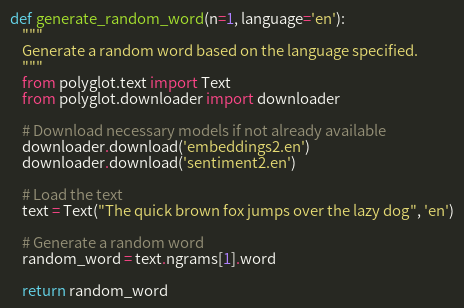 def generate_random_word(n=1, language='en'):
    """
    Generate a random word based on the language specified.
    """
    from polyglot.text import Text
    from polyglot.downloader import downloader

    # Download necessary models if not already available
    downloader.download('embeddings2.en')
    downloader.download('sentiment2.en')

    # Load the text
    text = Text("The quick brown fox jumps over the lazy dog", 'en')

    # Generate a random word
    random_word = text.ngrams[1].word

    return random_word